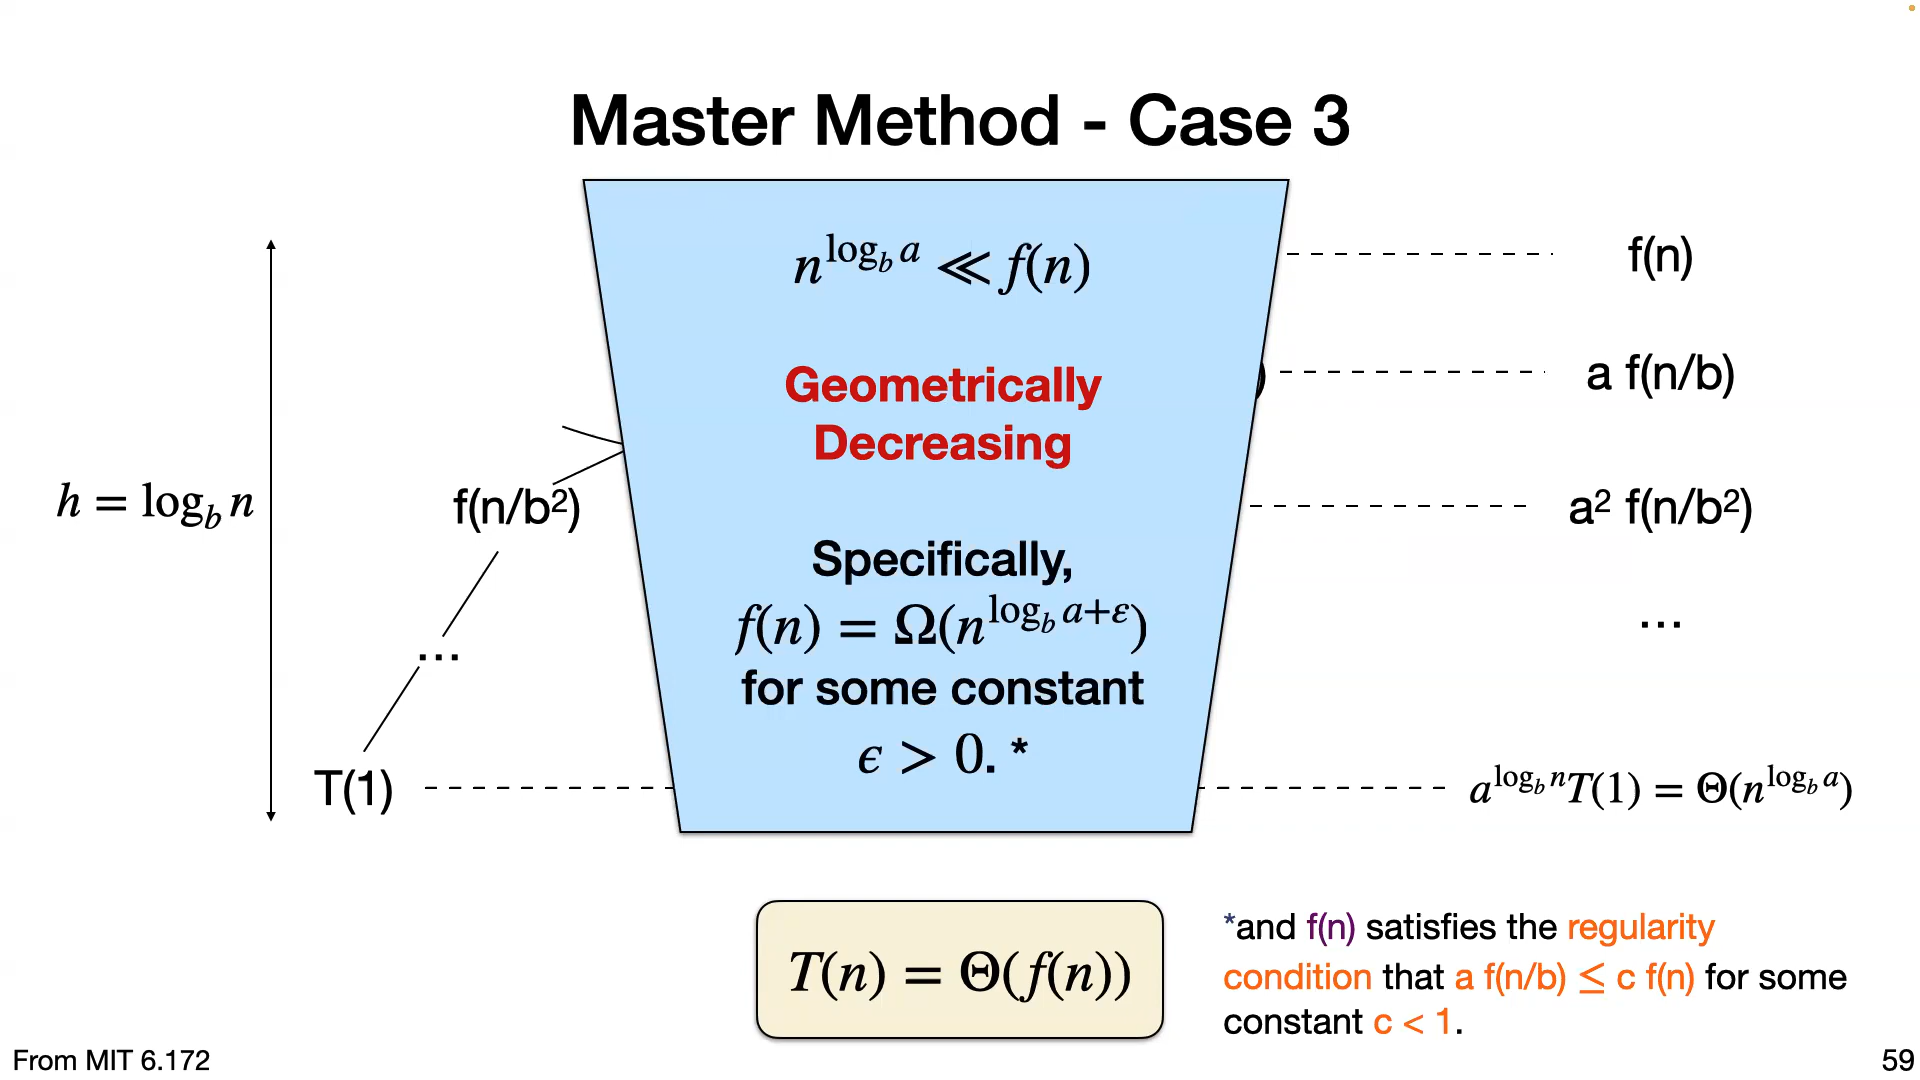 Master Method - Case 3
n^{log_b a} ≪ f(n)
f(n)
Geometrically
Decreasing
a f(n/b)
h = log_b n
f(n/b²)
a² f(n/b²)
Specifically,
f(n) = Ω(n^{log_b a+ε})
for some constant
ϵ > 0. *
...
...
T(1)
a^{log_b n}T(1) = Θ(n^{log_b a})
T(n) = Θ(f(n))
*and f(n) satisfies the regularity
condition that a f(n/b) ≤ c f(n) for some
constant c < 1.
From MIT 6.172
59